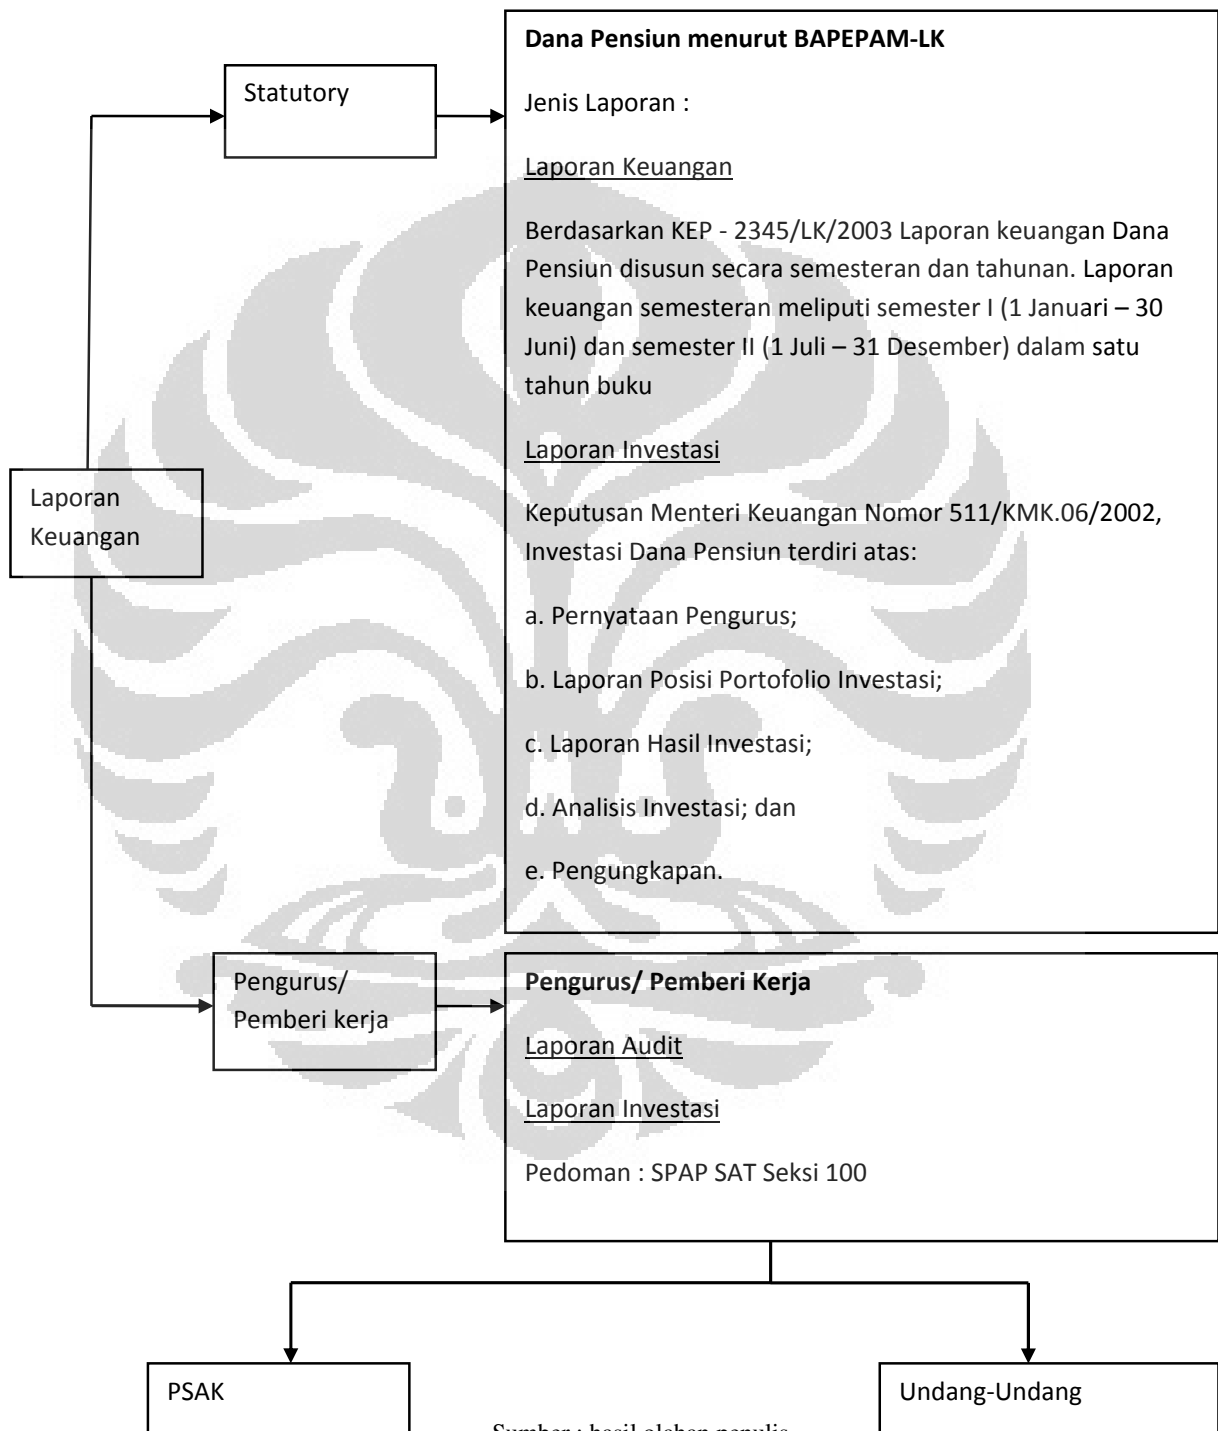 Dana Pensiun menurut BAPEPAM-LK
Statutory
Jenis Laporan :
Laporan Keuangan
Berdasarkan KEP - 2345/LK/2003 Laporan keuangan Dana
Pensiun disusun secara semesteran dan tahunan. Laporan
keuangan semesteran meliputi semester I (1 Januari – 30
Juni) dan semester II (1 Juli – 31 Desember) dalam satu
tahun buku
Laporan Investasi
Laporan
Keuangan
Keputusan Menteri Keuangan Nomor 511/KMK.06/2002,
Investasi Dana Pensiun terdiri atas:
a. Pernyataan Pengurus;
b. Laporan Posisi Portofolio Investasi;
c. Laporan Hasil Investasi;
d. Analisis Investasi; dan
e. Pengungkapan.
Pengurus/
Pemberi kerja
Pengurus/ Pemberi Kerja
Laporan Audit
Laporan Investasi
Pedoman : SPAP SAT Seksi 100
PSAK
Undang-Undang
Sumber : hasil olahan penulis